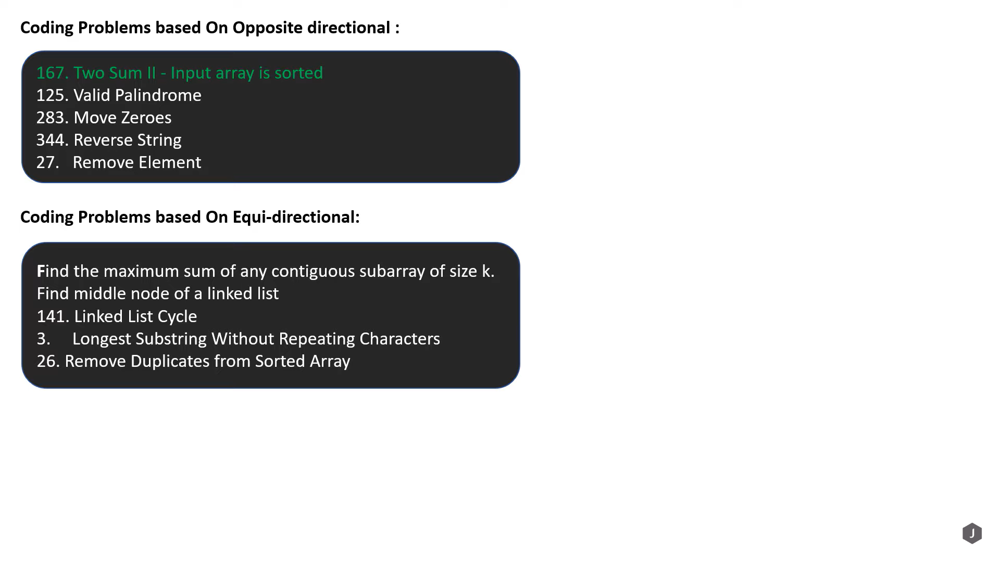 Coding Problems based On Opposite directional :
167. Two Sum II - Input array is sorted
125. Valid Palindrome
283. Move Zeroes
344. Reverse String
27. Remove Element
Coding Problems based On Equi-directional:
Find the maximum sum of any contiguous subarray of size k.
Find middle node of a linked list
141. Linked List Cycle
3. Longest Substring Without Repeating Characters
26. Remove Duplicates from Sorted Array
J